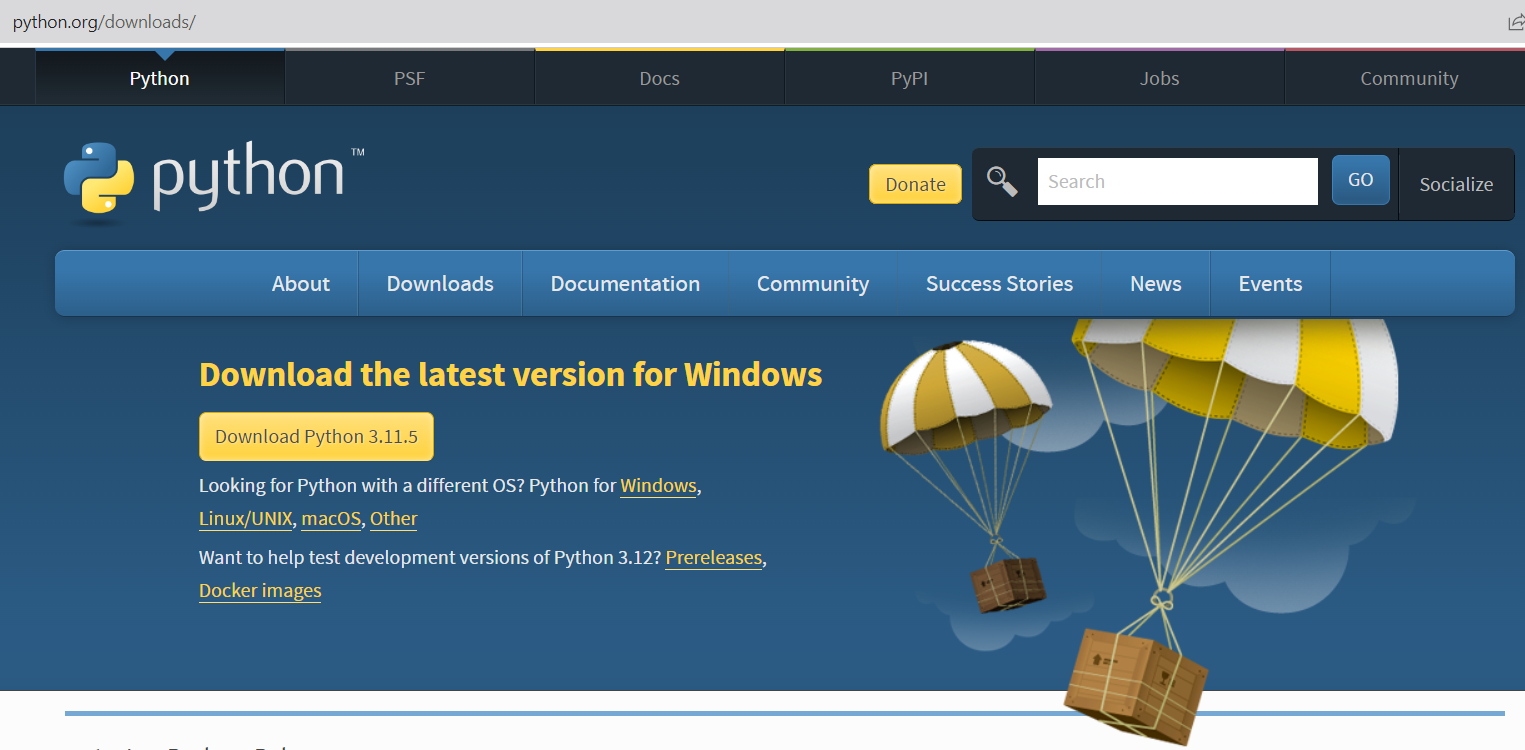 python.org/downloads/
Python PSF Docs PyPI Jobs Community
python™
Donate Search GO Socialize
About Downloads Documentation Community Success Stories News Events
Download the latest version for Windows
Download Python 3.11.5
Looking for Python with a different OS? Python for Windows,
Linux/UNIX, macOS, Other
Want to help test development versions of Python 3.12? Prereleases,
Docker images